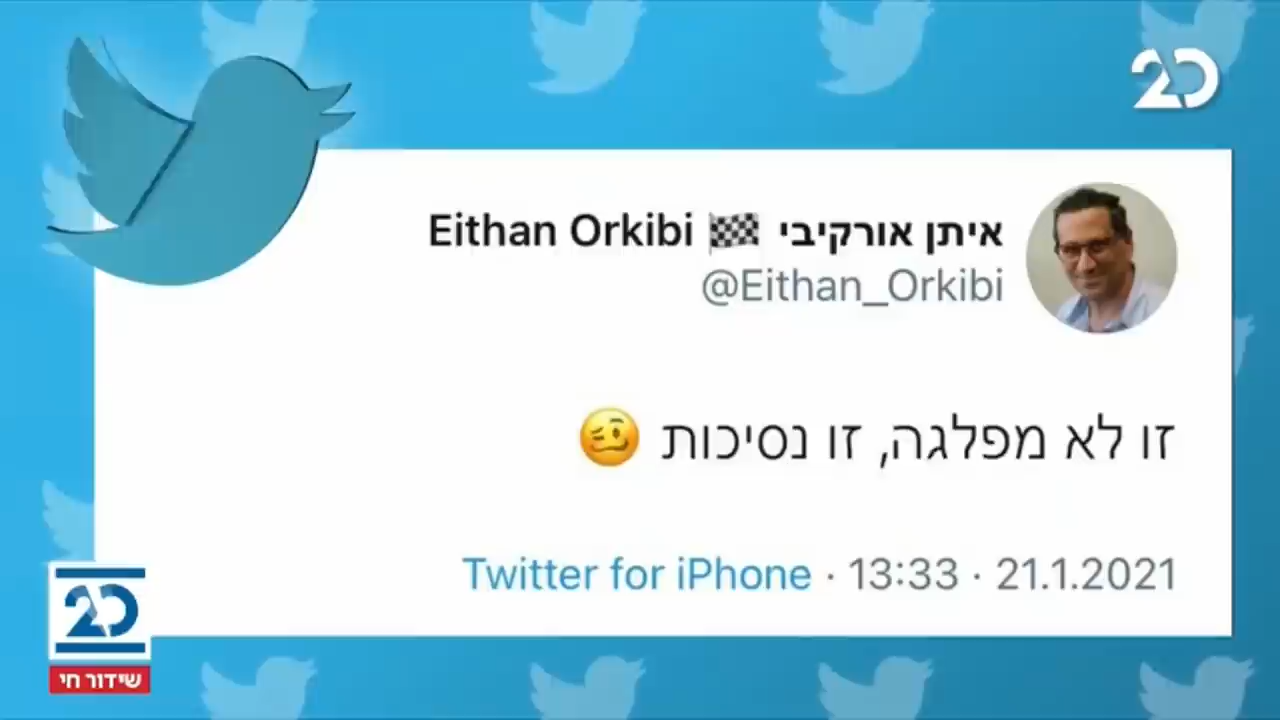 20
איתן אורקיבי 🏁 Eithan Orkibi
@Eithan_Orkibi
זו לא מפלגה, זו נסיכות 🥴
21.1.2021 · 13:33 · Twitter for iPhone
20
שידור חי